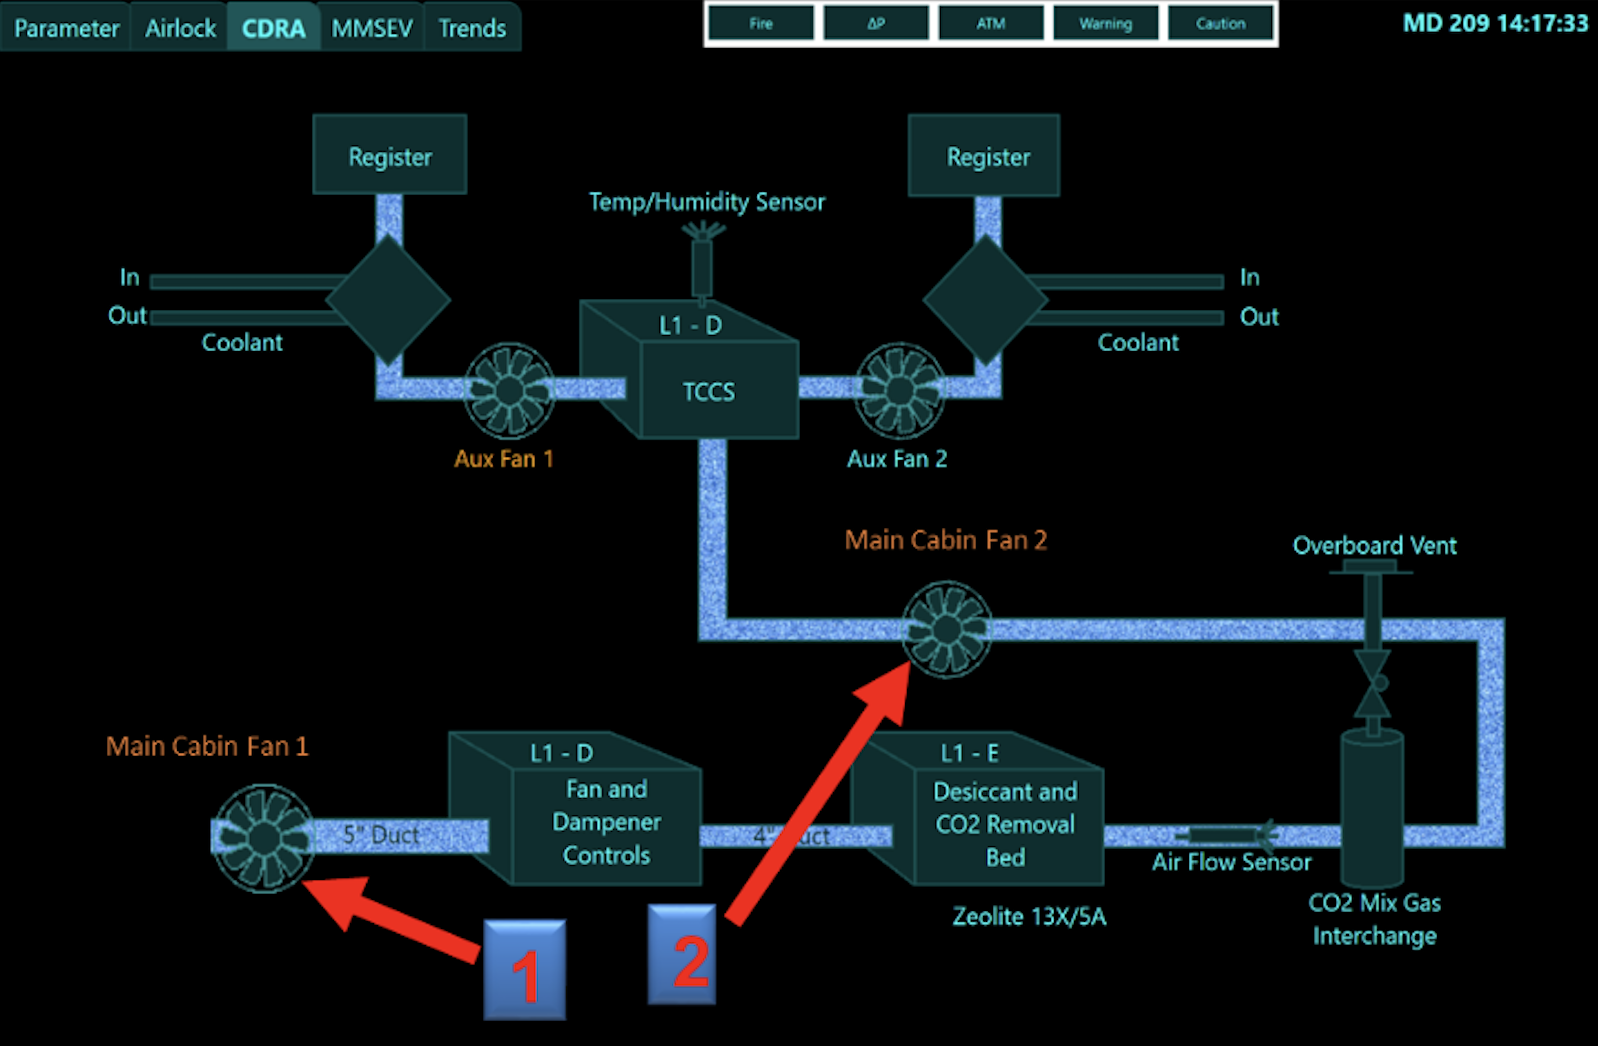 Parameter Airlock CDRA MMSEV Trends
Fire ΔP ATM Warning Caution
MD 209 14:17:33
Register
Register
Temp/Humidity Sensor
In
Out
Coolant
In
Out
Coolant
L1 - D
TCCS
Aux Fan 1
Aux Fan 2
Main Cabin Fan 2
Overboard Vent
Main Cabin Fan 1
5" Duct
L1 - D
Fan and
Dampener
Controls
4" Duct
L1 - E
Desiccant and
CO2 Removal
Bed
Zeolite 13X/5A
Air Flow Sensor
CO2 Mix Gas
Interchange
1
2